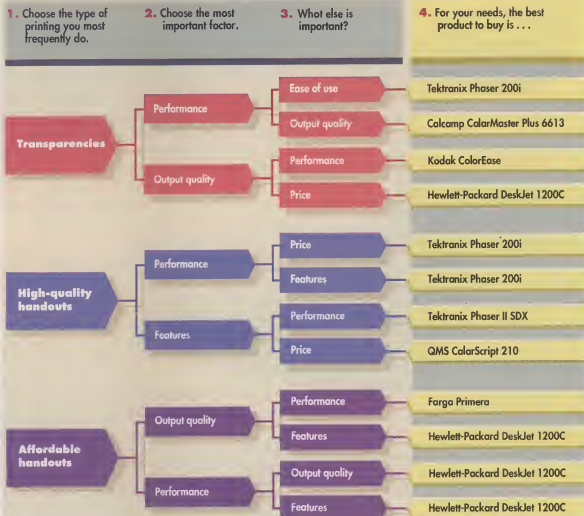 1. Choose the type of
printing you most
frequently do.
2. Choose the most
important factor.
3. What else is
important?
4. For your needs, the best
product to buy is . . .
Transparencies
Performance
Ease of use
Tektronix Phaser 200i
Output quality
Calcomp ColorMaster Plus 6613
Output quality
Performance
Kodak ColorEase
Price
Hewlett-Packard DeskJet 1200C
High-quality
handouts
Performance
Price
Tektronix Phaser 200i
Features
Tektronix Phaser 200i
Features
Performance
Tektronix Phaser II SDX
Price
QMS ColorScript 210
Affordable
handouts
Output quality
Performance
Fargo Primera
Features
Hewlett-Packard DeskJet 1200C
Performance
Output quality
Hewlett-Packard DeskJet 1200C
Features
Hewlett-Packard DeskJet 1200C